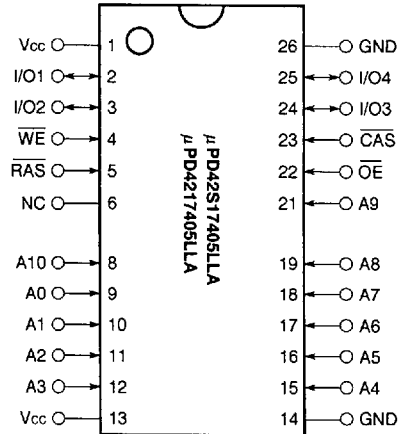 Vcc 1 26 GND
I/O1 2 25 I/O4
I/O2 3 24 I/O3
WE 4 23 CAS
RAS 5 22 OE
NC 6 21 A9
A10 8 19 A8
A0 9 18 A7
A1 10 17 A6
A2 11 16 A5
A3 12 15 A4
Vcc 13 14 GND
μPD42S17405LLA
μPD4217405LLA